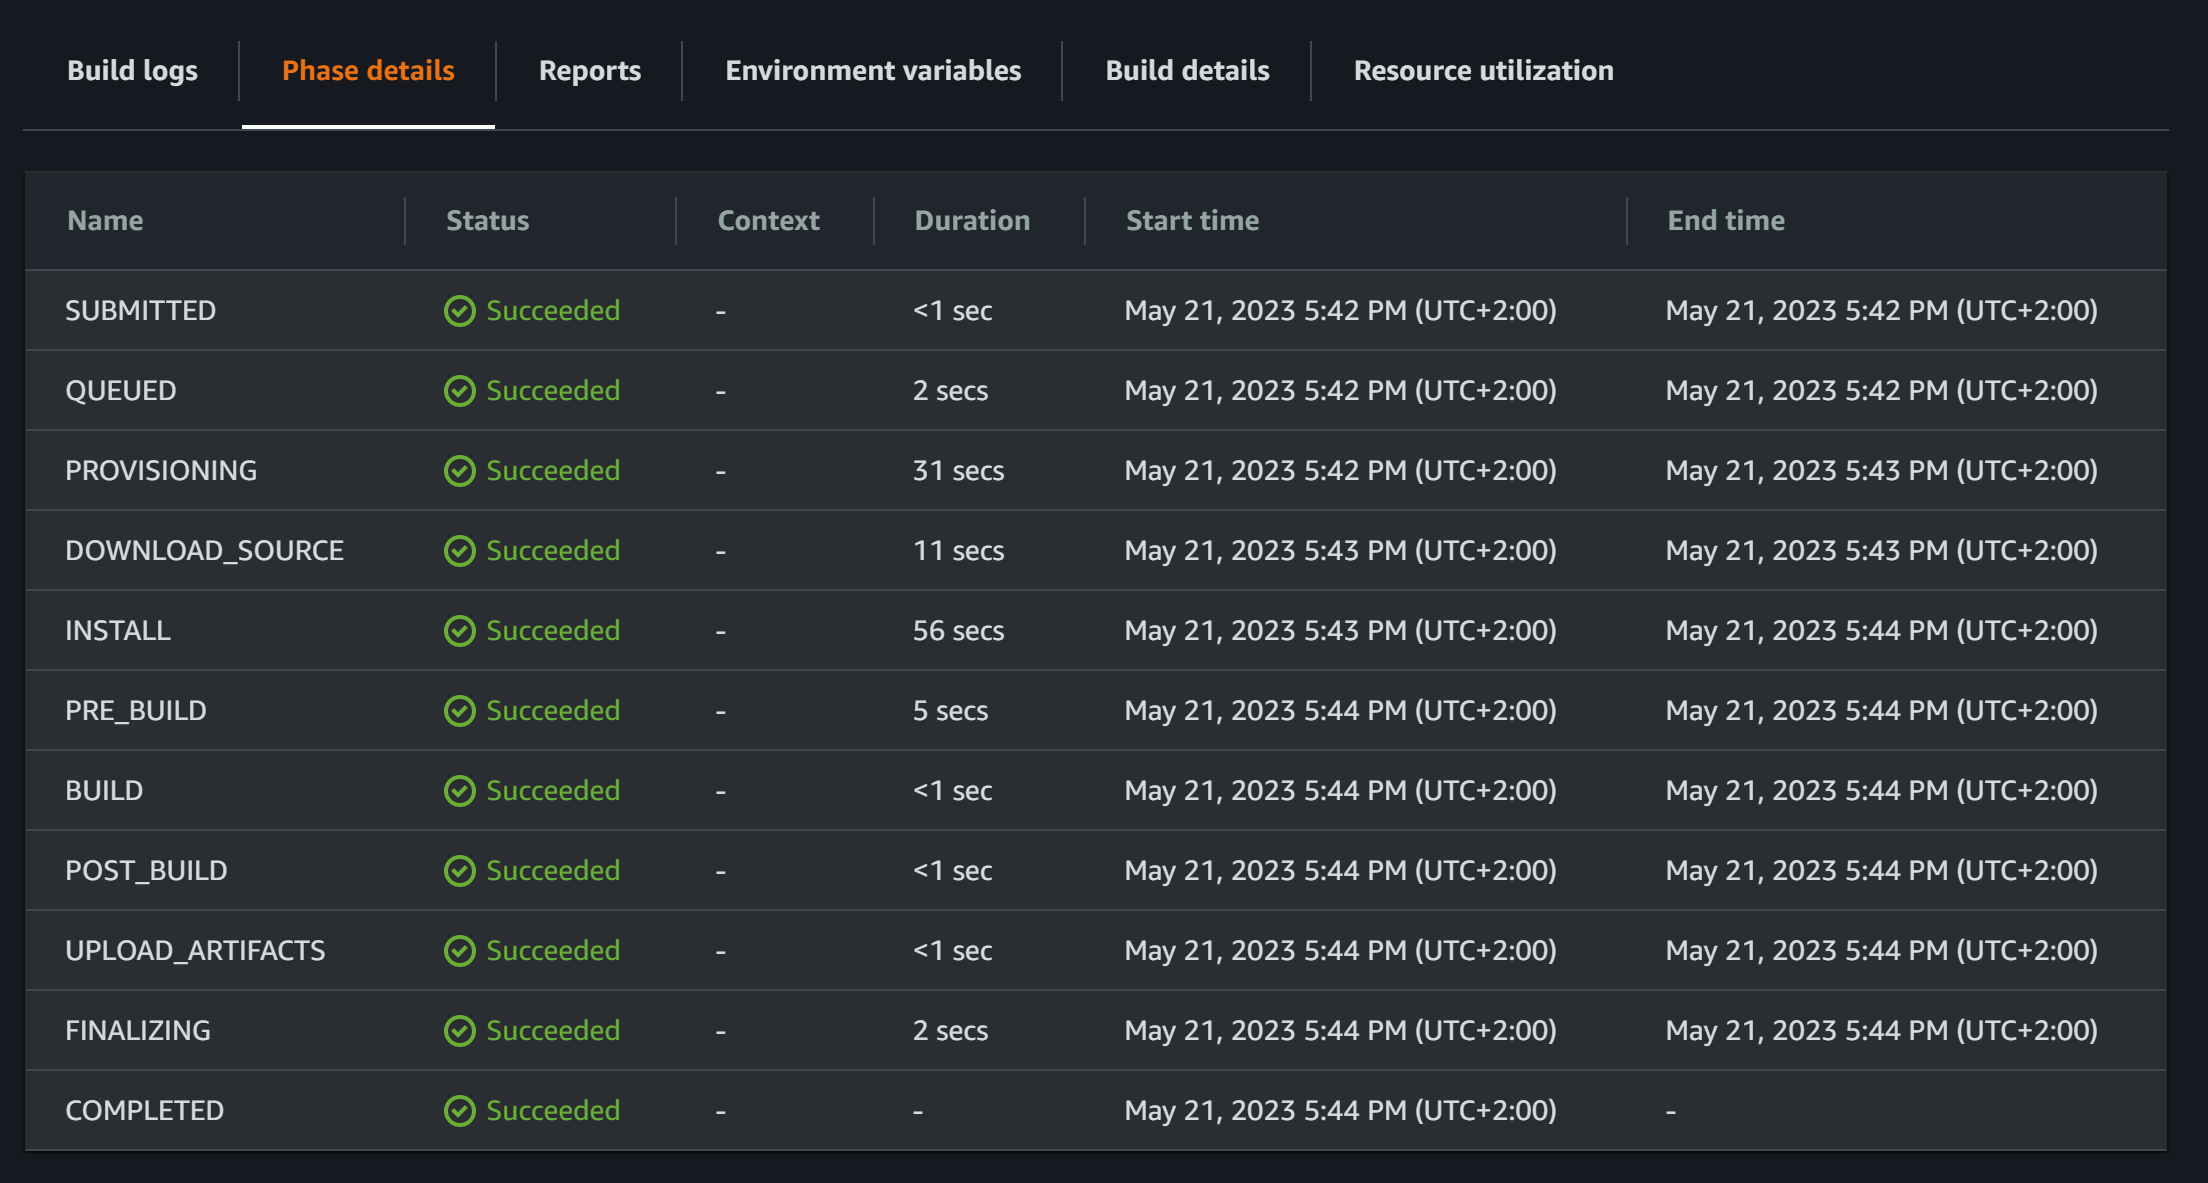 Build logs Phase details Reports Environment variables Build details Resource utilization
Name Status Context Duration Start time End time
SUBMITTED Succeeded - <1 sec May 21, 2023 5:42 PM (UTC+2:00) May 21, 2023 5:42 PM (UTC+2:00)
QUEUED Succeeded - 2 secs May 21, 2023 5:42 PM (UTC+2:00) May 21, 2023 5:42 PM (UTC+2:00)
PROVISIONING Succeeded - 31 secs May 21, 2023 5:42 PM (UTC+2:00) May 21, 2023 5:43 PM (UTC+2:00)
DOWNLOAD_SOURCE Succeeded - 11 secs May 21, 2023 5:43 PM (UTC+2:00) May 21, 2023 5:43 PM (UTC+2:00)
INSTALL Succeeded - 56 secs May 21, 2023 5:43 PM (UTC+2:00) May 21, 2023 5:44 PM (UTC+2:00)
PRE_BUILD Succeeded - 5 secs May 21, 2023 5:44 PM (UTC+2:00) May 21, 2023 5:44 PM (UTC+2:00)
BUILD Succeeded - <1 sec May 21, 2023 5:44 PM (UTC+2:00) May 21, 2023 5:44 PM (UTC+2:00)
POST_BUILD Succeeded - <1 sec May 21, 2023 5:44 PM (UTC+2:00) May 21, 2023 5:44 PM (UTC+2:00)
UPLOAD_ARTIFACTS Succeeded - <1 sec May 21, 2023 5:44 PM (UTC+2:00) May 21, 2023 5:44 PM (UTC+2:00)
FINALIZING Succeeded - 2 secs May 21, 2023 5:44 PM (UTC+2:00) May 21, 2023 5:44 PM (UTC+2:00)
COMPLETED Succeeded - - May 21, 2023 5:44 PM (UTC+2:00) -